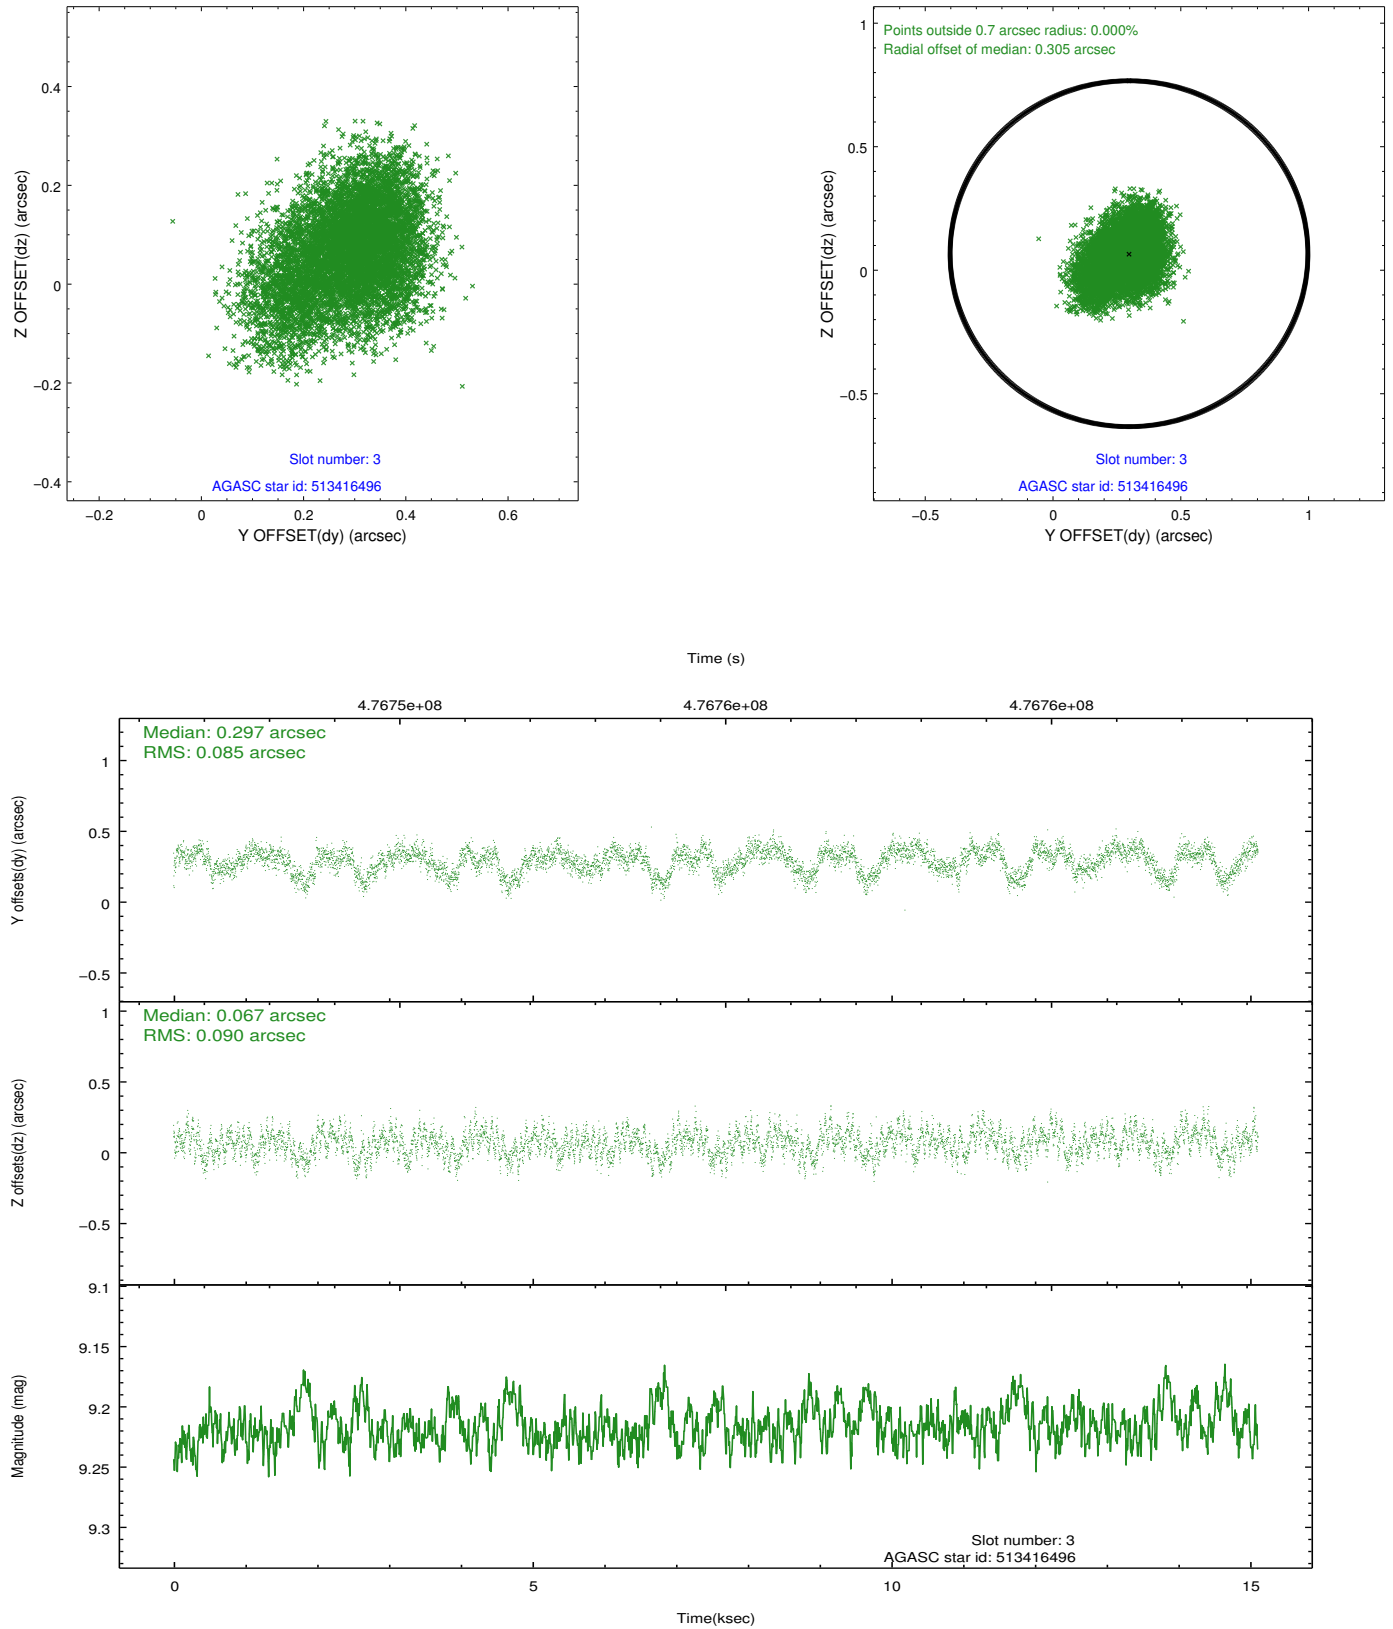 0.4
0.2
0
−0.2
−0.4
Z OFFSET(dz) (arcsec)
Slot number: 3
AGASC star id: 513416496
−0.2 0 0.2 0.4 0.6
Y OFFSET(dy) (arcsec)
Points outside 0.7 arcsec radius: 0.000%
Radial offset of median: 0.305 arcsec
1
0.5
0
−0.5
Z OFFSET(dz) (arcsec)
Slot number: 3
AGASC star id: 513416496
−0.5 0 0.5 1
Y OFFSET(dy) (arcsec)
Time (s)
4.7675e+08 4.7676e+08 4.7676e+08
Median: 0.297 arcsec
RMS: 0.085 arcsec
1
0.5
0
−0.5
Y offsets(dy) (arcsec)
Median: 0.067 arcsec
RMS: 0.090 arcsec
1
0.5
0
−0.5
Z offsets(dz) (arcsec)
9.1
9.15
9.2
9.25
9.3
Magnitude (mag)
Slot number: 3
AGASC star id: 513416496
0 5 10 15
Time(ksec)